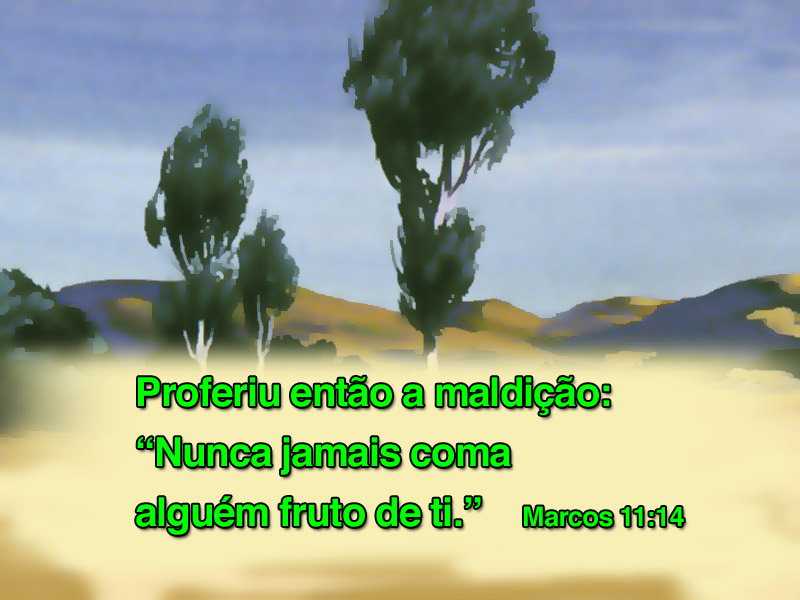 Proferiu então a maldição:
“Nunca jamais coma
alguém fruto de ti.” Marcos 11:14